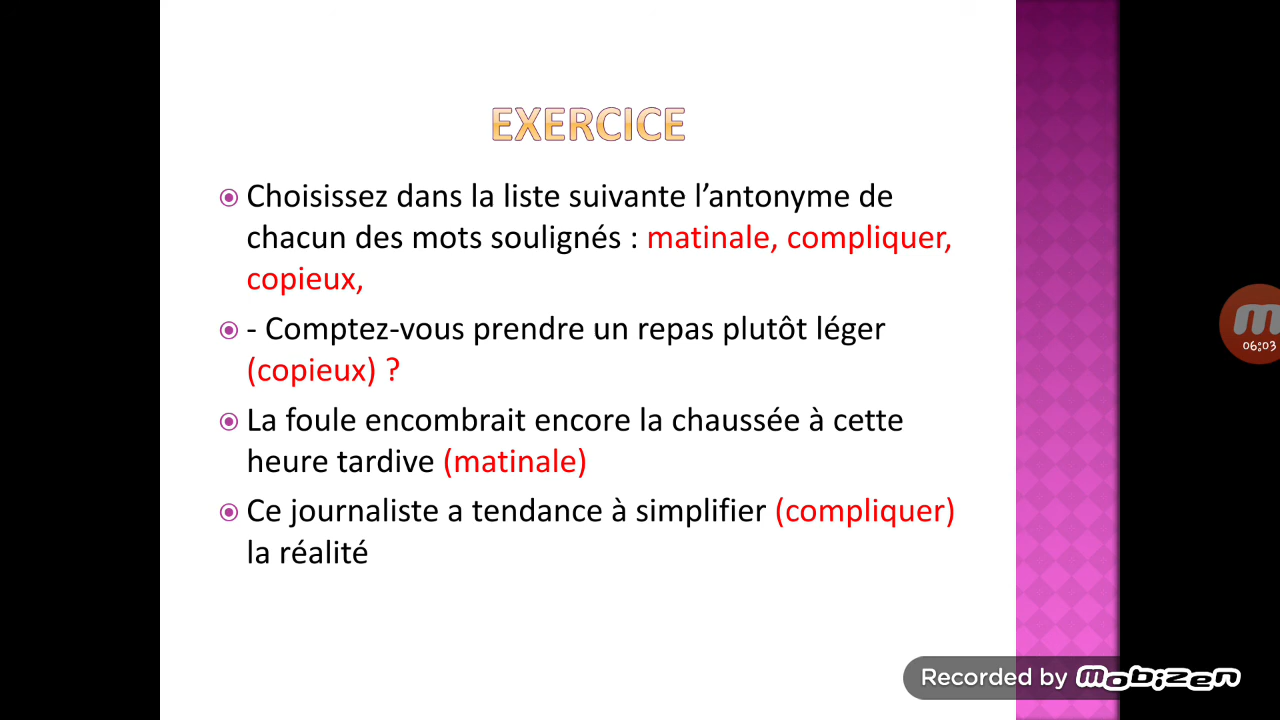 EXERCICE
Choisissez dans la liste suivante l’antonyme de
chacun des mots soulignés : matinale, compliquer,
copieux,
- Comptez-vous prendre un repas plutôt léger
(copieux) ?
La foule encombrait encore la chaussée à cette
heure tardive (matinale)
Ce journaliste a tendance à simplifier (compliquer)
la réalité
06:03
Recorded by mobizen